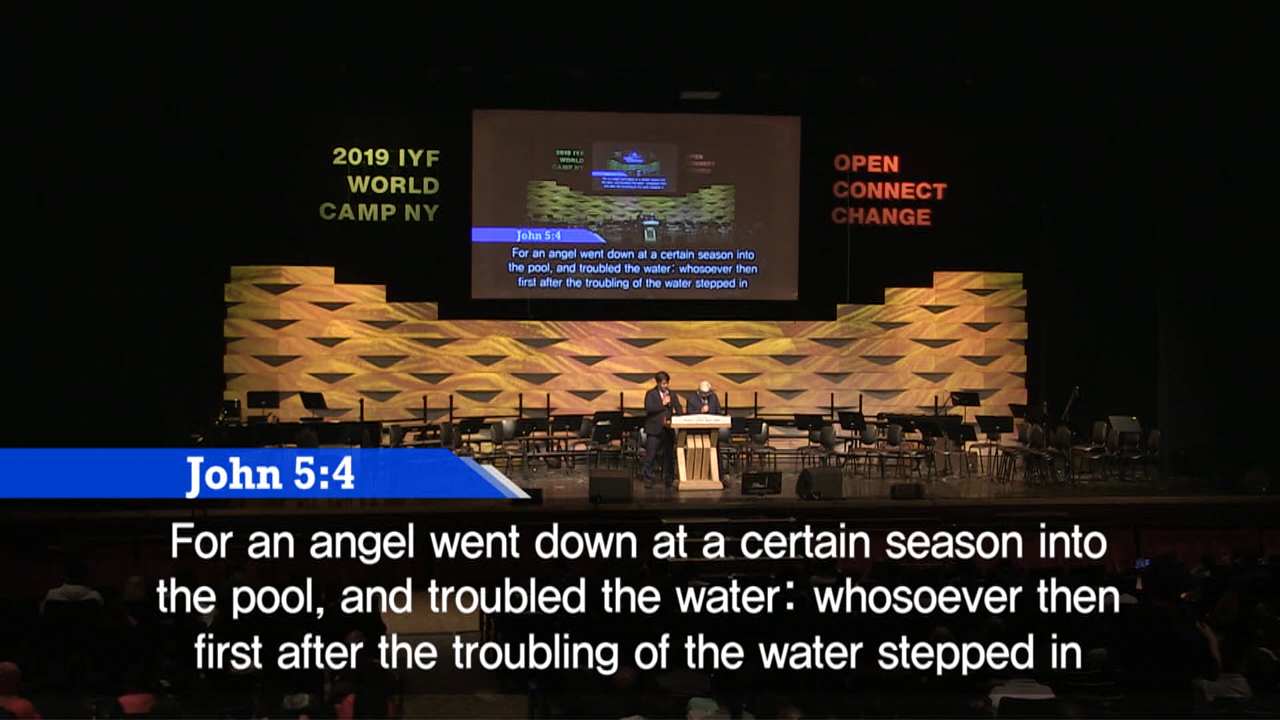 2019 IYF
WORLD
CAMP NY
OPEN
CONNECT
CHANGE
John 5:4
For an angel went down at a certain season into
the pool, and troubled the water: whosoever then
first after the troubling of the water stepped in
John 5:4
For an angel went down at a certain season into
the pool, and troubled the water: whosoever then
first after the troubling of the water stepped in